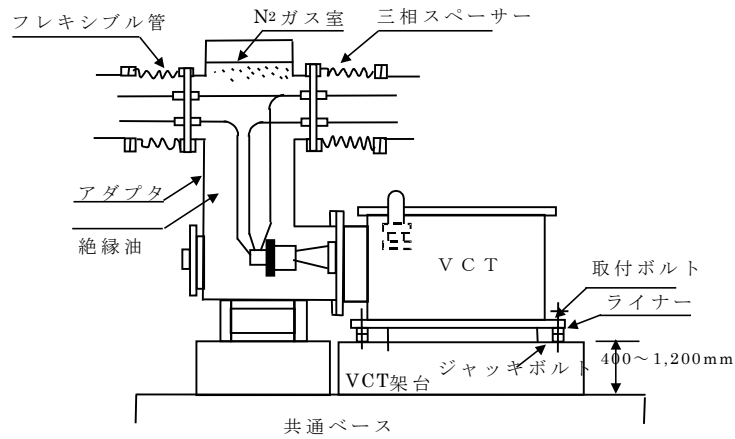 フレキシブル管
N2ガス室
三相スペーサー
アダプタ
絶縁油
VCT
取付ボルト
ライナー
ジャッキボルト
400～1,200mm
VCT架台
共通ベース